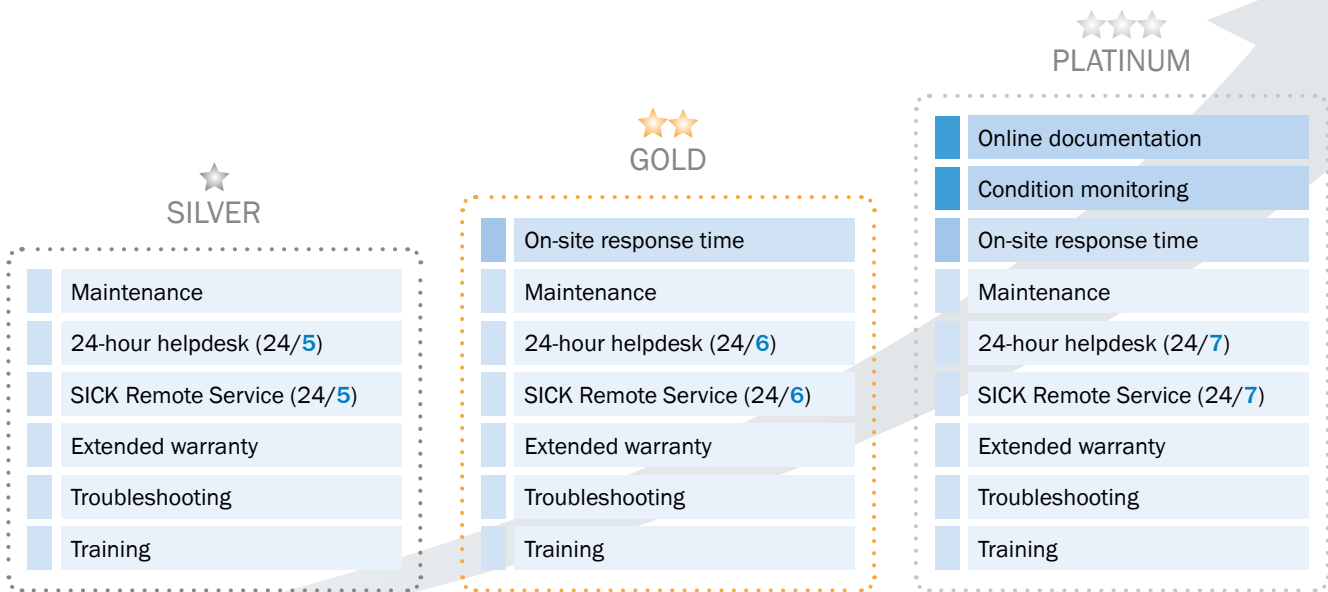 SILVER
Maintenance
24-hour helpdesk (24/5)
SICK Remote Service (24/5)
Extended warranty
Troubleshooting
Training
GOLD
On-site response time
Maintenance
24-hour helpdesk (24/6)
SICK Remote Service (24/6)
Extended warranty
Troubleshooting
Training
PLATINUM
Online documentation
Condition monitoring
On-site response time
Maintenance
24-hour helpdesk (24/7)
SICK Remote Service (24/7)
Extended warranty
Troubleshooting
Training